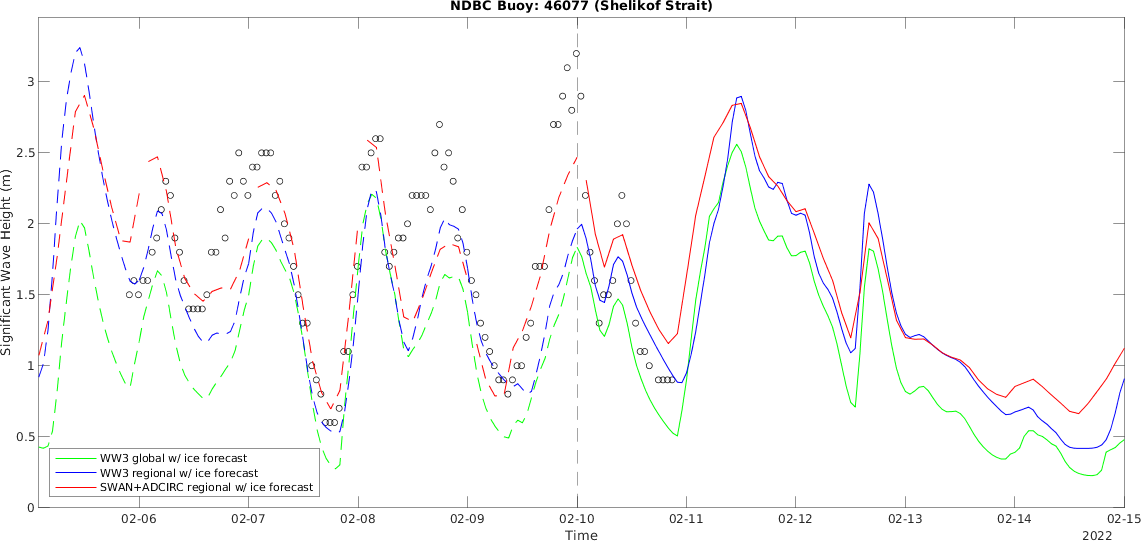 NDBC Buoy: 46077 (Shelikof Strait)
Significant Wave Height (m)
3
2.5
2
1.5
1
0.5
0
WW3 global w/ ice forecast
WW3 regional w/ ice forecast
SWAN+ADCIRC regional w/ ice forecast
02-06 02-07 02-08 02-09 02-10 02-11 02-12 02-13 02-14 02-15
Time 2022